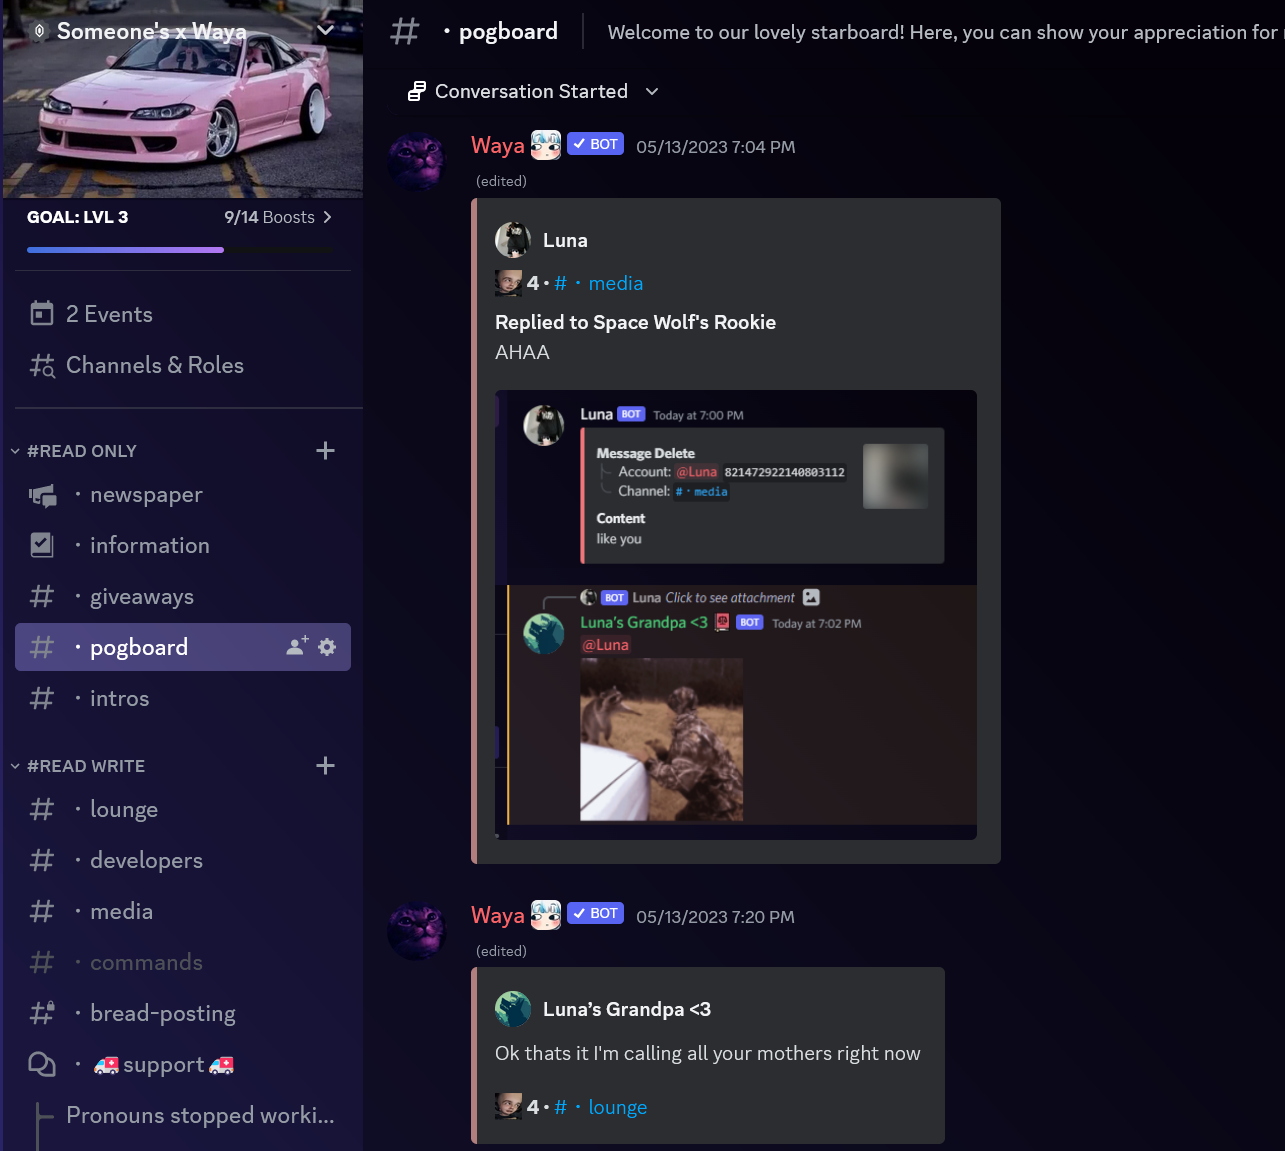 Someone's x Waya
GOAL: LVL 3
9/14 Boosts
2 Events
Channels & Roles
#READ ONLY
· newspaper
· information
· giveaways
· pogboard
· intros
#READ WRITE
· lounge
· developers
· media
· commands
· bread-posting
· 🚑support🚑
Pronouns stopped worki...
# · pogboard
Welcome to our lovely starboard! Here, you can show your appreciation for
Conversation Started
Waya ✓ BOT 05/13/2023 7:04 PM
(edited)
Luna
4 • # · media
Replied to Space Wolf's Rookie
AHAA
Luna BOT Today at 7:00 PM
Message Delete
Account: @Luna 821472922140803112
Channel: # · media
Content
like you
BOT Luna Click to see attachment
Luna's Grandpa <3 BOT Today at 7:02 PM
@Luna
Waya ✓ BOT 05/13/2023 7:20 PM
(edited)
Luna’s Grandpa <3
Ok thats it I'm calling all your mothers right now
4 • # · lounge